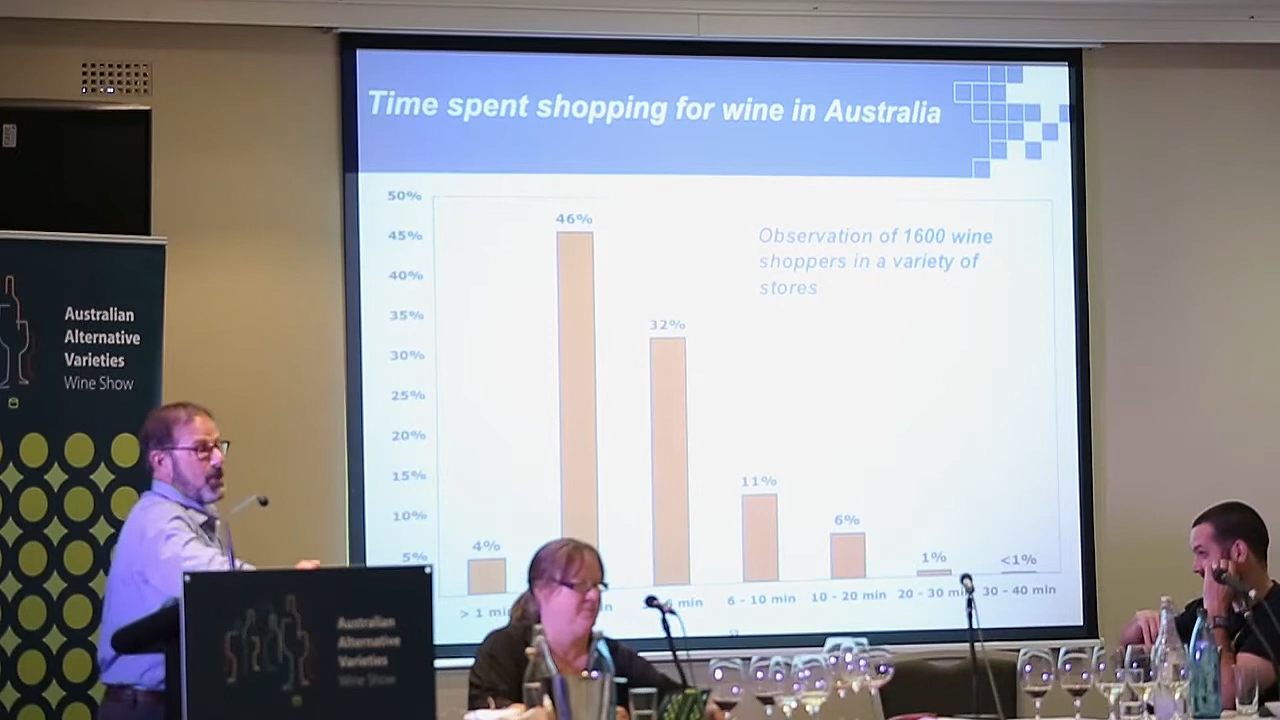 Time spent shopping for wine in Australia
50%
45%
40%
35%
30%
25%
20%
15%
10%
5%
46%
32%
11%
6%
4%
1%
<1%
Observation of 1600 wine
shoppers in a variety of
stores
> 1 min
6 - 10 min
10 - 20 min
20 - 30 min
30 - 40 min
Australian
Alternative
Varieties
Wine Show
Australian
Alternative
Varieties
Wine Show